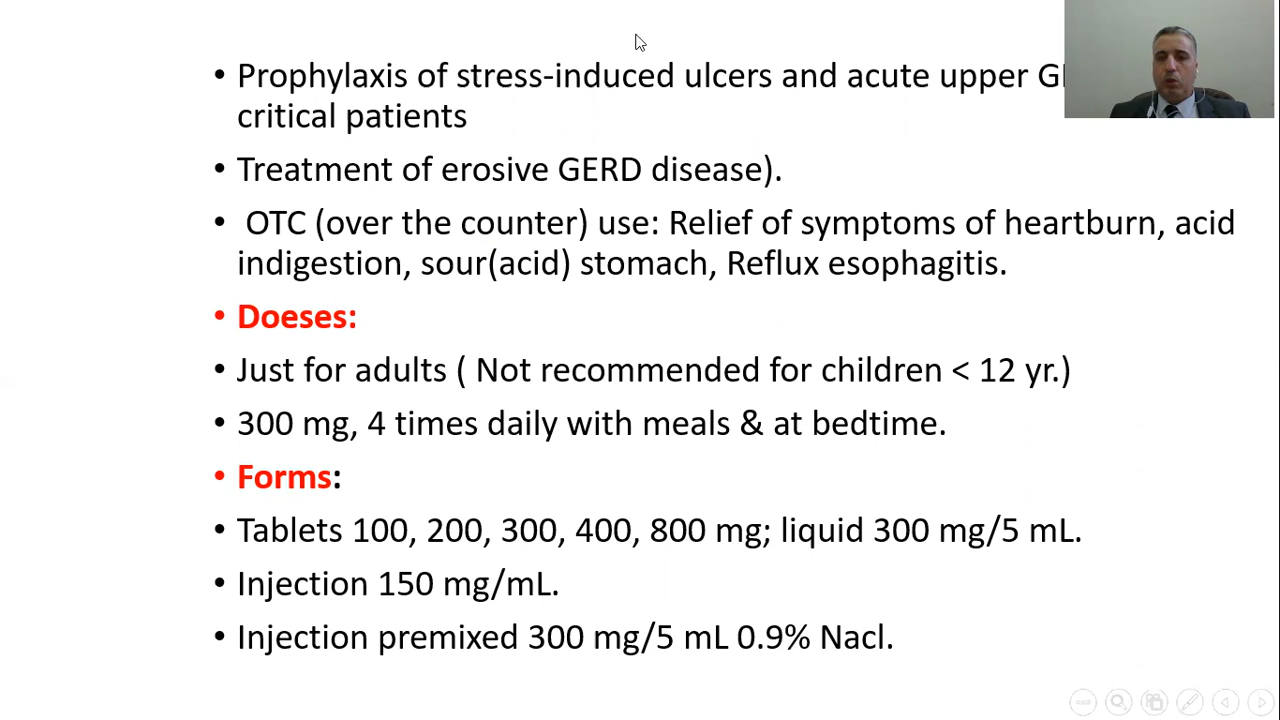 • Prophylaxis of stress-induced ulcers and acute upper
critical patients
• Treatment of erosive GERD disease).
• OTC (over the counter) use: Relief of symptoms of heartburn, acid
indigestion, sour(acid) stomach, Reflux esophagitis.
• Doeses:
• Just for adults ( Not recommended for children < 12 yr.)
• 300 mg, 4 times daily with meals & at bedtime.
• Forms:
• Tablets 100, 200, 300, 400, 800 mg; liquid 300 mg/5 mL.
• Injection 150 mg/mL.
• Injection premixed 300 mg/5 mL 0.9% Nacl.